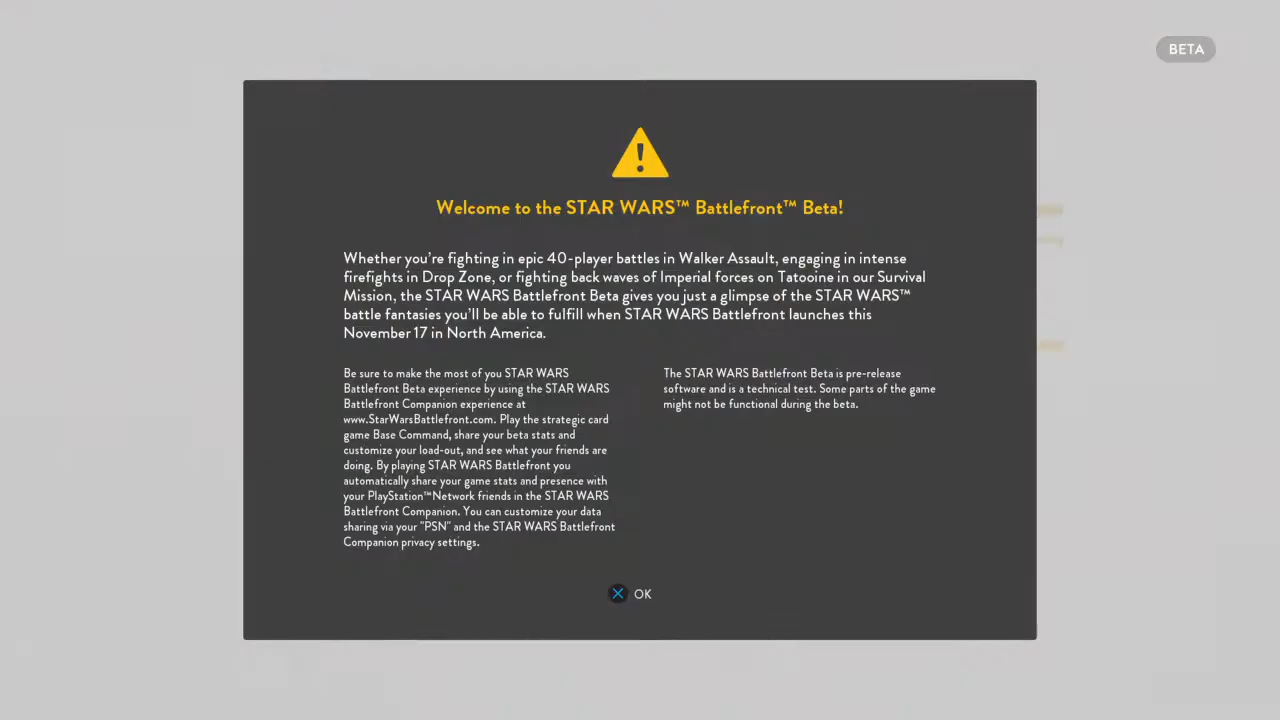 BETA
Welcome to the STAR WARS™ Battlefront™ Beta!
Whether you're fighting in epic 40-player battles in Walker Assault, engaging in intense
firefights in Drop Zone, or fighting back waves of Imperial forces on Tatooine in our Survival
Mission, the STAR WARS Battlefront Beta gives you just a glimpse of the STAR WARS™
battle fantasies you'll be able to fulfill when STAR WARS Battlefront launches this
November 17 in North America.
Be sure to make the most of you STAR WARS
Battlefront Beta experience by using the STAR WARS
Battlefront Companion experience at
www.StarWarsBattlefront.com. Play the strategic card
game Base Command, share your beta stats and
customize your load-out, and see what your friends are
doing. By playing STAR WARS Battlefront you
automatically share your game stats and presence with
your PlayStation™Network friends in the STAR WARS
Battlefront Companion. You can customize your data
sharing via your "PSN" and the STAR WARS Battlefront
Companion privacy settings.
The STAR WARS Battlefront Beta is pre-release
software and is a technical test. Some parts of the game
might not be functional during the beta.
OK